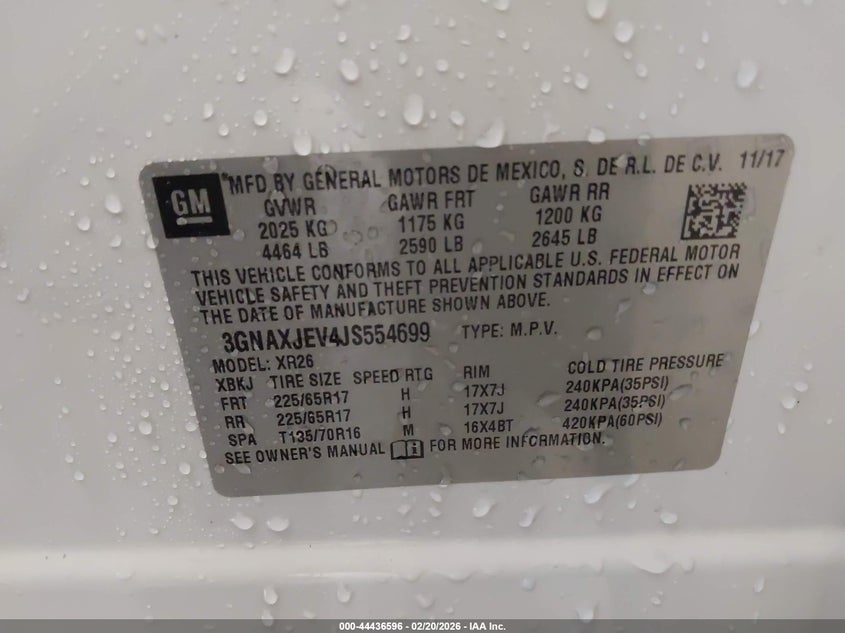 GM
MFD BY GENERAL MOTORS DE MEXICO, S. DE R.L. DE C.V. 11/17
GVWR GAWR FRT GAWR RR
2025 KG 1175 KG 1200 KG
4464 LB 2590 LB 2645 LB
THIS VEHICLE CONFORMS TO ALL APPLICABLE U.S. FEDERAL MOTOR
VEHICLE SAFETY AND THEFT PREVENTION STANDARDS IN EFFECT ON
THE DATE OF MANUFACTURE SHOWN ABOVE.
3GNAXJEV4JS554699 TYPE: M.P.V.
MODEL: XR26
XBKJ TIRE SIZE SPEED RTG RIM COLD TIRE PRESSURE
FRT 225/65R17 H 17X7J 240KPA(35PSI)
RR 225/65R17 H 17X7J 240KPA(35PSI)
SPA T135/70R16 M 16X4BT 420KPA(60PSI)
SEE OWNER'S MANUAL FOR MORE INFORMATION.
000-44436596 - 02/20/2026 - IAA Inc.